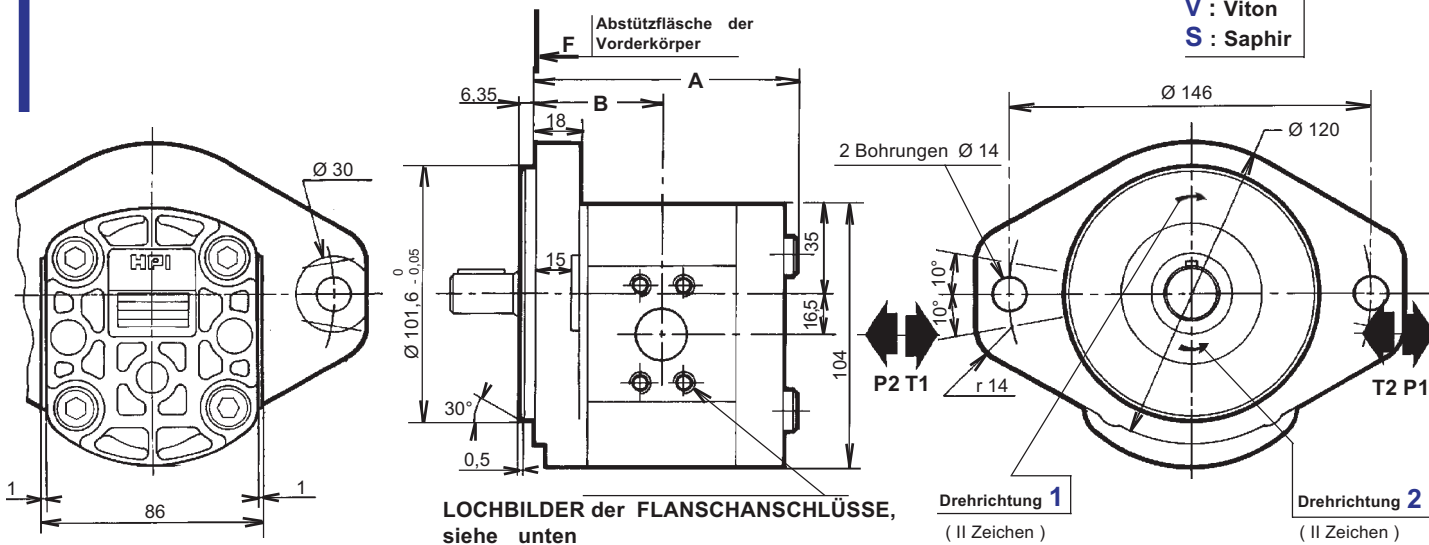 V : Viton
S : Saphir
Abstützfläsche der
Vorderkörper
F
A
B
6,35
18
Ø 30
HPI
15
Ø 101,6 0 - 0,05
30°
0,5
35
16,5
104
1
86
1
LOCHBILDER der FLANSCHANSCHLÜSSE,
siehe unten
Ø 146
Ø 120
2 Bohrungen Ø 14
10°
10°
r 14
P2 T1
T2 P1
Drehrichtung 1
( II Zeichen )
Drehrichtung 2
( II Zeichen )